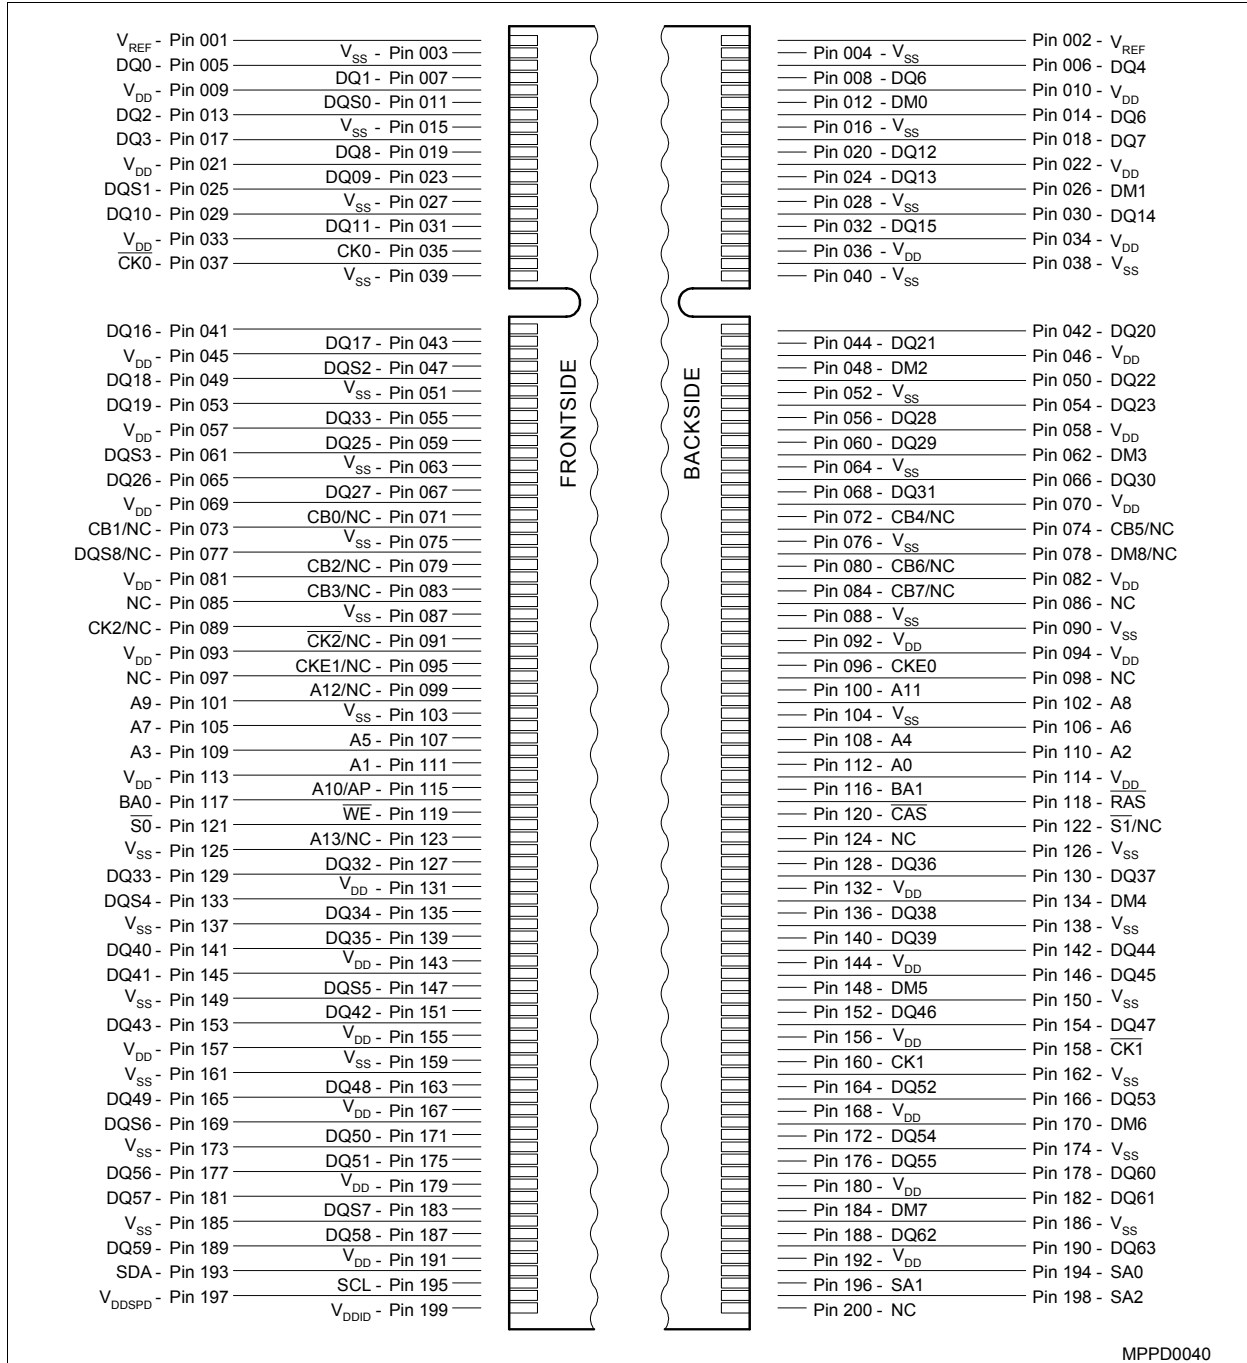 VREF - Pin 001
VSS - Pin 003
DQ0 - Pin 005
DQ1 - Pin 007
VDD - Pin 009
DQS0 - Pin 011
DQ2 - Pin 013
VSS - Pin 015
DQ3 - Pin 017
DQ8 - Pin 019
VDD - Pin 021
DQ09 - Pin 023
DQS1 - Pin 025
VSS - Pin 027
DQ10 - Pin 029
DQ11 - Pin 031
VDD - Pin 033
CK0 - Pin 035
C̅K̅0̅ - Pin 037
VSS - Pin 039
DQ16 - Pin 041
DQ17 - Pin 043
VDD - Pin 045
DQS2 - Pin 047
DQ18 - Pin 049
VSS - Pin 051
DQ19 - Pin 053
DQ33 - Pin 055
VDD - Pin 057
DQ25 - Pin 059
DQS3 - Pin 061
VSS - Pin 063
DQ26 - Pin 065
DQ27 - Pin 067
VDD - Pin 069
CB0/NC - Pin 071
CB1/NC - Pin 073
VSS - Pin 075
DQS8/NC - Pin 077
CB2/NC - Pin 079
VDD - Pin 081
CB3/NC - Pin 083
NC - Pin 085
VSS - Pin 087
CK2/NC - Pin 089
C̅K̅2̅/NC - Pin 091
VDD - Pin 093
CKE1/NC - Pin 095
NC - Pin 097
A12/NC - Pin 099
A9 - Pin 101
VSS - Pin 103
A7 - Pin 105
A5 - Pin 107
A3 - Pin 109
A1 - Pin 111
VDD - Pin 113
A10/AP - Pin 115
BA0 - Pin 117
W̅E̅ - Pin 119
S̅0̅ - Pin 121
A13/NC - Pin 123
VSS - Pin 125
DQ32 - Pin 127
DQ33 - Pin 129
VDD - Pin 131
DQS4 - Pin 133
DQ34 - Pin 135
VSS - Pin 137
DQ35 - Pin 139
DQ40 - Pin 141
VDD - Pin 143
DQ41 - Pin 145
DQS5 - Pin 147
VSS - Pin 149
DQ42 - Pin 151
DQ43 - Pin 153
VDD - Pin 155
VDD - Pin 157
VSS - Pin 159
VSS - Pin 161
DQ48 - Pin 163
DQ49 - Pin 165
VDD - Pin 167
DQS6 - Pin 169
DQ50 - Pin 171
VSS - Pin 173
DQ51 - Pin 175
DQ56 - Pin 177
VDD - Pin 179
DQ57 - Pin 181
DQS7 - Pin 183
VSS - Pin 185
DQ58 - Pin 187
DQ59 - Pin 189
VDD - Pin 191
SDA - Pin 193
SCL - Pin 195
VDDSPD - Pin 197
VDDID - Pin 199
FRONTSIDE
BACKSIDE
Pin 002 - VREF
Pin 004 - VSS
Pin 006 - DQ4
Pin 008 - DQ6
Pin 010 - VDD
Pin 012 - DM0
Pin 014 - DQ6
Pin 016 - VSS
Pin 018 - DQ7
Pin 020 - DQ12
Pin 022 - VDD
Pin 024 - DQ13
Pin 026 - DM1
Pin 028 - VSS
Pin 030 - DQ14
Pin 032 - DQ15
Pin 034 - VDD
Pin 036 - VDD
Pin 038 - VSS
Pin 040 - VSS
Pin 042 - DQ20
Pin 044 - DQ21
Pin 046 - VDD
Pin 048 - DM2
Pin 050 - DQ22
Pin 052 - VSS
Pin 054 - DQ23
Pin 056 - DQ28
Pin 058 - VDD
Pin 060 - DQ29
Pin 062 - DM3
Pin 064 - VSS
Pin 066 - DQ30
Pin 068 - DQ31
Pin 070 - VDD
Pin 072 - CB4/NC
Pin 074 - CB5/NC
Pin 076 - VSS
Pin 078 - DM8/NC
Pin 080 - CB6/NC
Pin 082 - VDD
Pin 084 - CB7/NC
Pin 086 - NC
Pin 088 - VSS
Pin 090 - VSS
Pin 092 - VDD
Pin 094 - VDD
Pin 096 - CKE0
Pin 098 - NC
Pin 100 - A11
Pin 102 - A8
Pin 104 - VSS
Pin 106 - A6
Pin 108 - A4
Pin 110 - A2
Pin 112 - A0
Pin 114 - VDD
Pin 116 - BA1
Pin 118 - R̅A̅S̅
Pin 120 - C̅A̅S̅
Pin 122 - S̅1̅/NC
Pin 124 - NC
Pin 126 - VSS
Pin 128 - DQ36
Pin 130 - DQ37
Pin 132 - VDD
Pin 134 - DM4
Pin 136 - DQ38
Pin 138 - VSS
Pin 140 - DQ39
Pin 142 - DQ44
Pin 144 - VDD
Pin 146 - DQ45
Pin 148 - DM5
Pin 150 - VSS
Pin 152 - DQ46
Pin 154 - DQ47
Pin 156 - VDD
Pin 158 - C̅K̅1̅
Pin 160 - CK1
Pin 162 - VSS
Pin 164 - DQ52
Pin 166 - DQ53
Pin 168 - VDD
Pin 170 - DM6
Pin 172 - DQ54
Pin 174 - VSS
Pin 176 - DQ55
Pin 178 - DQ60
Pin 180 - VDD
Pin 182 - DQ61
Pin 184 - DM7
Pin 186 - VSS
Pin 188 - DQ62
Pin 190 - DQ63
Pin 192 - VDD
Pin 194 - SA0
Pin 196 - SA1
Pin 198 - SA2
Pin 200 - NC
MPPD0040